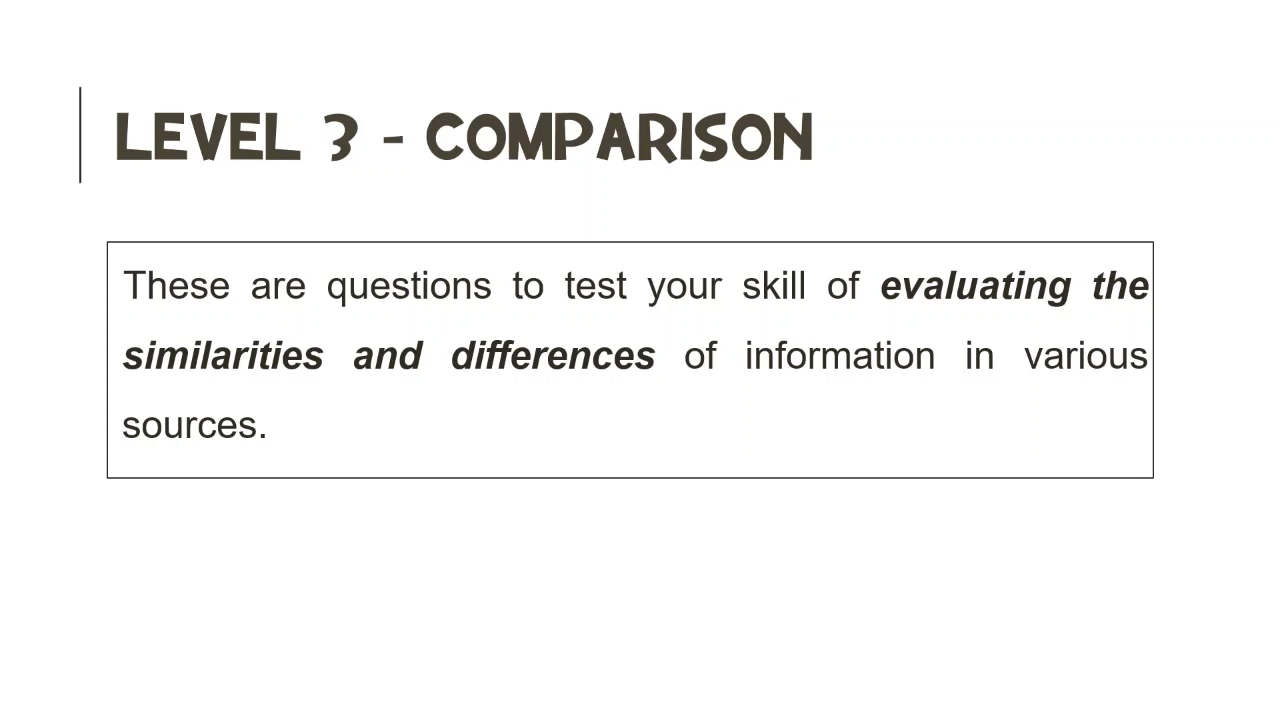 LEVEL 3 - COMPARISON
These are questions to test your skill of evaluating the
similarities and differences of information in various
sources.